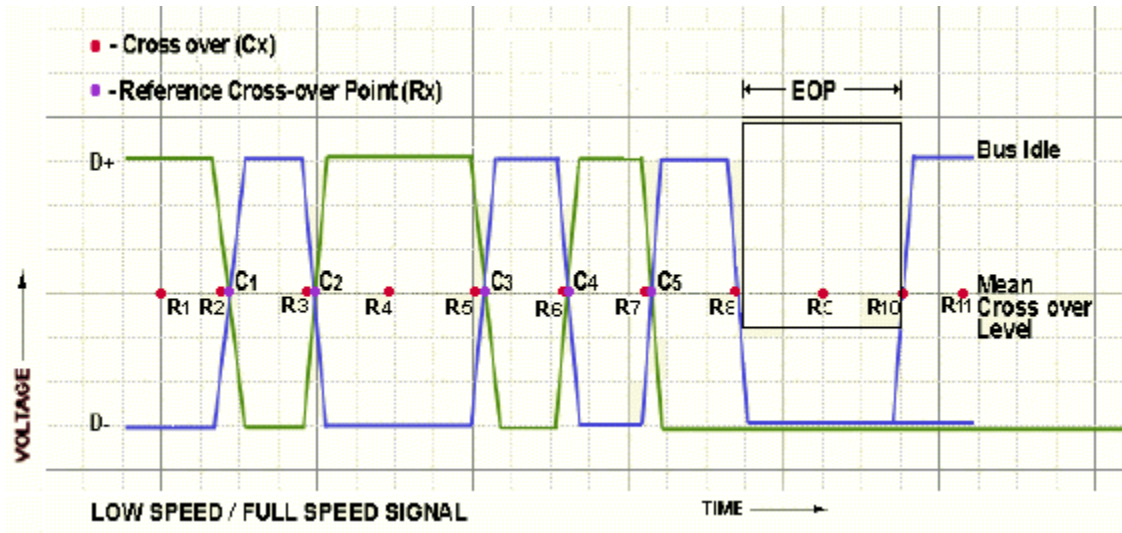 - Cross over (Cx)
- Reference Cross-over Point (Rx)
EOP
D+
Bus Idle
C1
C2
C3
C4
C5
R1
R2
R3
R4
R5
R6
R7
R8
R10
R11
Mean
Cross over
Level
D-
VOLTAGE
LOW SPEED / FULL SPEED SIGNAL
TIME